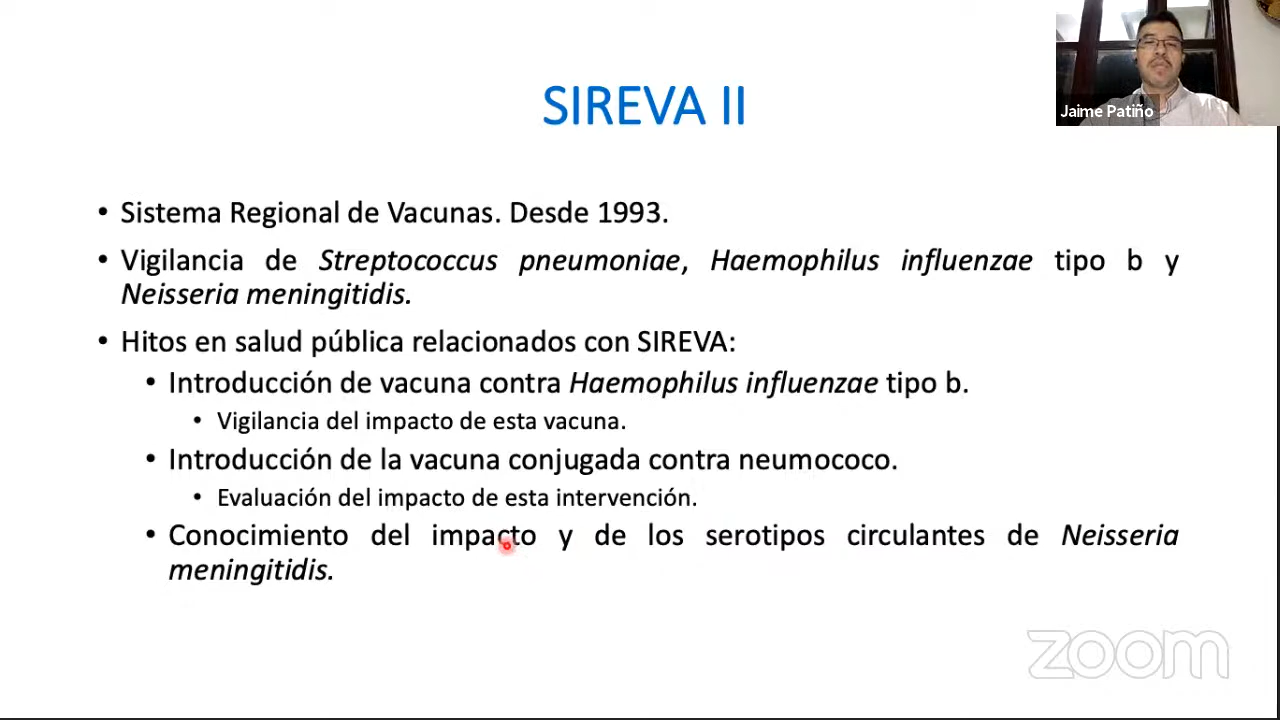 SIREVA II
Jaime Patiño
• Sistema Regional de Vacunas. Desde 1993.
• Vigilancia de Streptococcus pneumoniae, Haemophilus influenzae tipo b y
Neisseria meningitidis.
• Hitos en salud pública relacionados con SIREVA:
• Introducción de vacuna contra Haemophilus influenzae tipo b.
• Vigilancia del impacto de esta vacuna.
• Introducción de la vacuna conjugada contra neumococo.
• Evaluación del impacto de esta intervención.
• Conocimiento del impacto y de los serotipos circulantes de Neisseria
meningitidis.
zoom